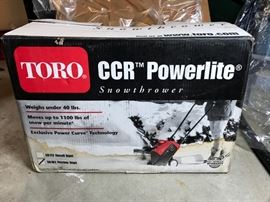 www.toro.com
TORO
CCR™ Powerlite®
Snowthrower
Weighs under 40 lbs.
Moves up to 1100 lbs of
snow per minute*
Exclusive Power Curve® Technology